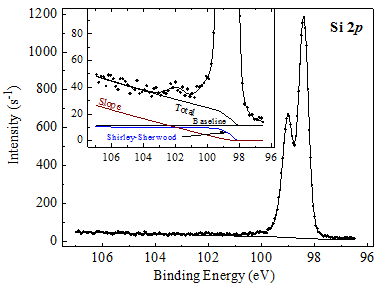 1200
1000
800
600
400
200
0
Intensity (s-1)
80
60
40
20
0
Slope
Total
Baseline
Shirley-Sherwood
106 104 102 100 98 96
Si 2p
106 104 102 100 98 96
Binding Energy (eV)